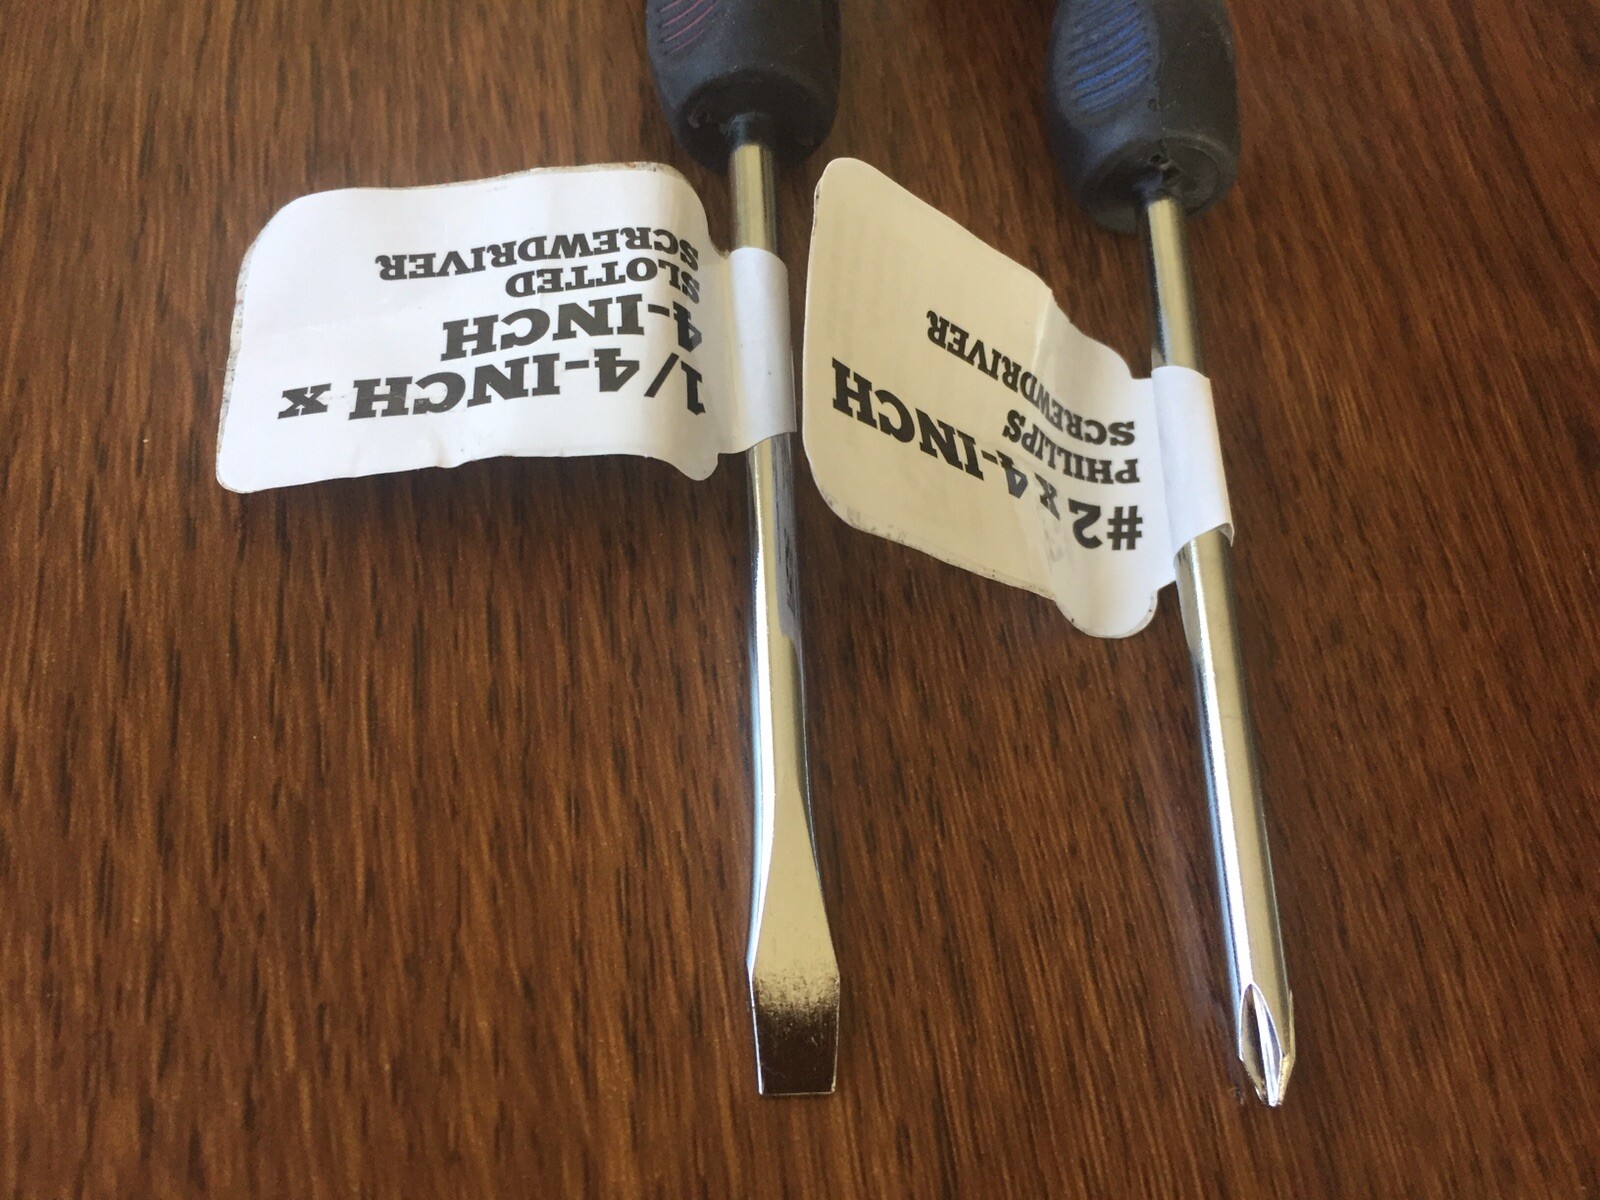 1/4-INCH x
4-INCH
SLOTTED
SCREWDRIVER
#2 x 4-INCH
PHILLIPS
SCREWDRIVER